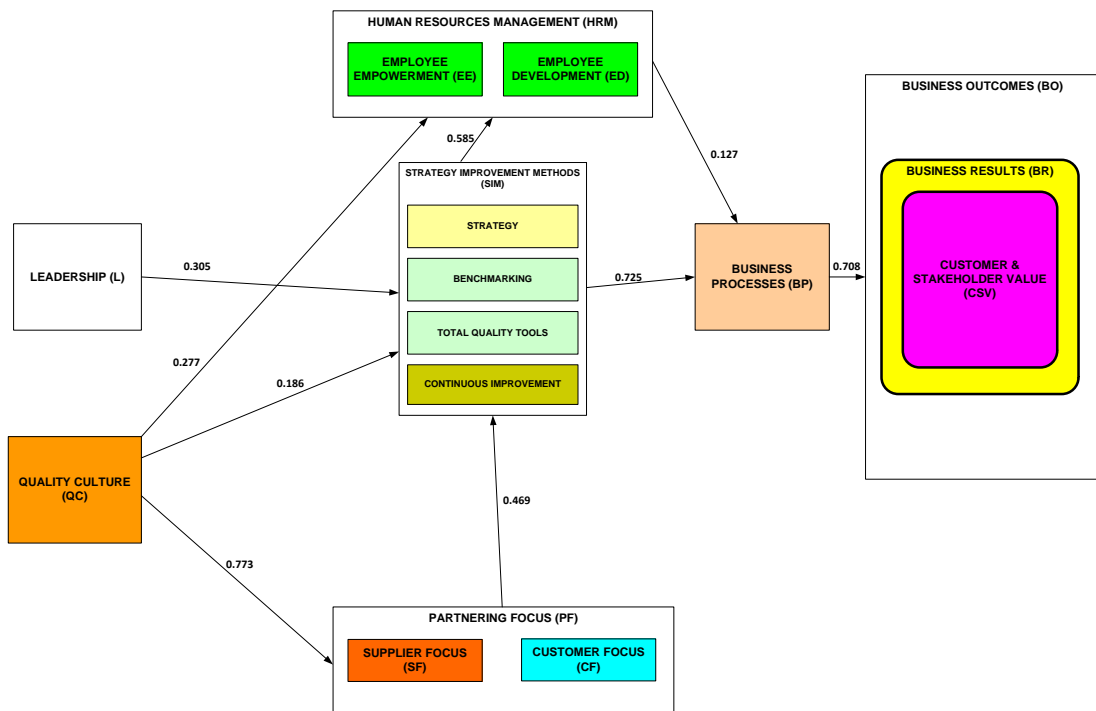 HUMAN RESOURCES MANAGEMENT (HRM)
EMPLOYEE
EMPOWERMENT (EE)
EMPLOYEE
DEVELOPMENT (ED)
BUSINESS OUTCOMES (BO)
0.585
0.127
STRATEGY IMPROVEMENT METHODS
(SIM)
BUSINESS RESULTS (BR)
STRATEGY
LEADERSHIP (L)
0.305
BENCHMARKING
0.725
BUSINESS
PROCESSES (BP)
0.708
CUSTOMER &
STAKEHOLDER VALUE
(CSV)
TOTAL QUALITY TOOLS
0.277
0.186
CONTINUOUS IMPROVEMENT
QUALITY CULTURE
(QC)
0.469
0.773
PARTNERING FOCUS (PF)
SUPPLIER FOCUS
(SF)
CUSTOMER FOCUS
(CF)